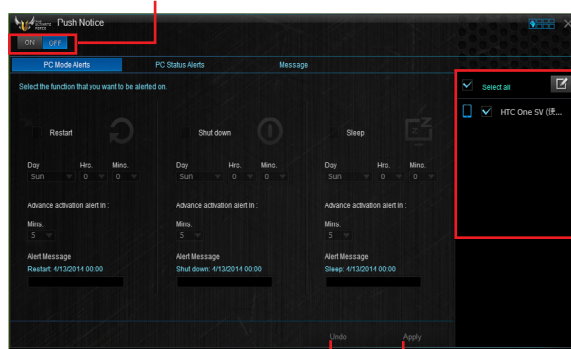 Push Notice
ON OFF
PC Mode Alerts PC Status Alerts Message
Select the function that you want to be alerted on.
Select all
HTC One SV
Restart Shut down Sleep
Day Hrs. Mins. Day Hrs. Mins. Day Hrs. Mins.
Sun 0 0 Sun 0 0 Sun 0 0
Advance activation alert in : Advance activation alert in : Advance activation alert in :
Mins. Mins. Mins.
5 5 5
Alert Message Alert Message Alert Message
Restart: 4/13/2014 00:00 Shut down: 4/13/2014 00:00 Sleep: 4/13/2014 00:00
Undo Apply